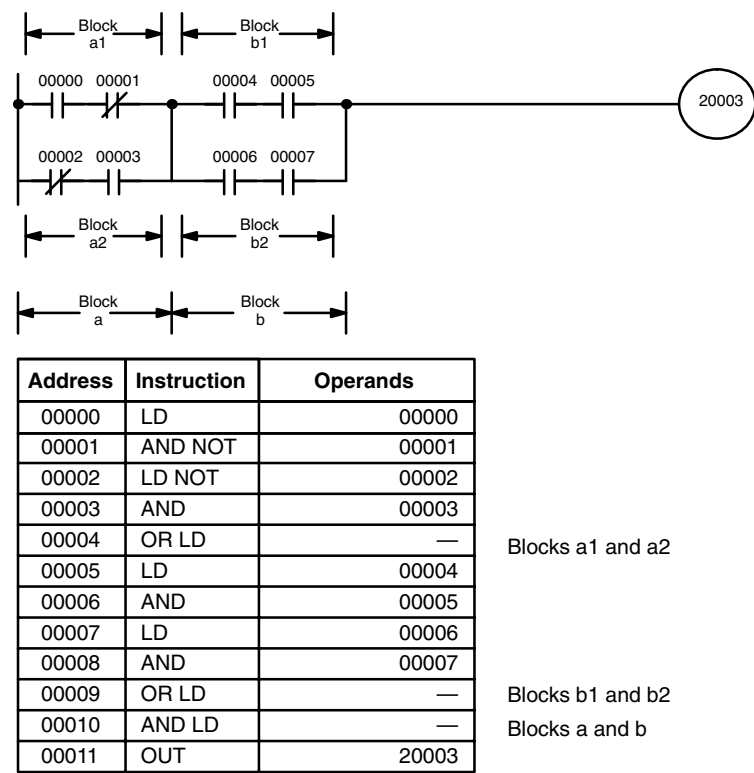 Block a1 Block b1
00000 00001 00004 00005
20003
00002 00003 00006 00007
Block a2 Block b2
Block a Block b
Address Instruction Operands
00000 LD 00000
00001 AND NOT 00001
00002 LD NOT 00002
00003 AND 00003
00004 OR LD — Blocks a1 and a2
00005 LD 00004
00006 AND 00005
00007 LD 00006
00008 AND 00007
00009 OR LD — Blocks b1 and b2
00010 AND LD — Blocks a and b
00011 OUT 20003